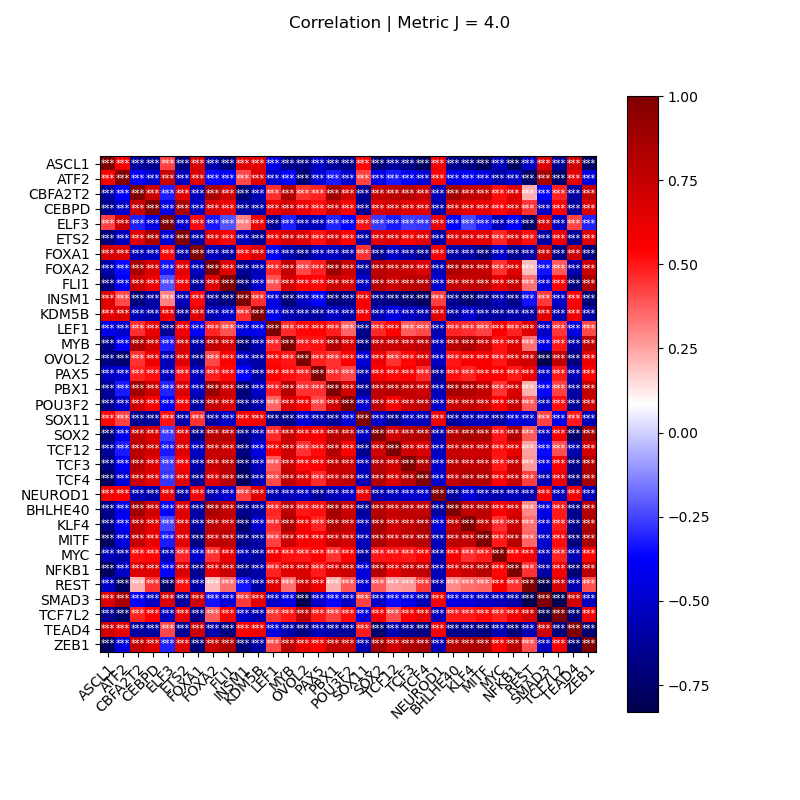 Correlation | Metric J = 4.0
ASCL1
ATF2
CBFA2T2
CEBPD
ELF3
ETS2
FOXA1
FOXA2
FLI1
INSM1
KDM5B
LEF1
MYB
OVOL2
PAX5
PBX1
POU3F2
SOX11
SOX2
TCF12
TCF3
TCF4
NEUROD1
BHLHE40
KLF4
MITF
MYC
NFKB1
REST
SMAD3
TCF7L2
TEAD4
ZEB1
ASCL1
ATF2
CBFA2T2
CEBPD
ELF3
ETS2
FOXA1
FOXA2
FLI1
INSM1
KDM5B
LEF1
MYB
OVOL2
PAX5
PBX1
POU3F2
SOX11
SOX2
TCF12
TCF3
TCF4
NEUROD1
BHLHE40
KLF4
MITF
MYC
NFKB1
REST
SMAD3
TCF7L2
TEAD4
ZEB1
1.00
0.75
0.50
0.25
0.00
−0.25
−0.50
−0.75